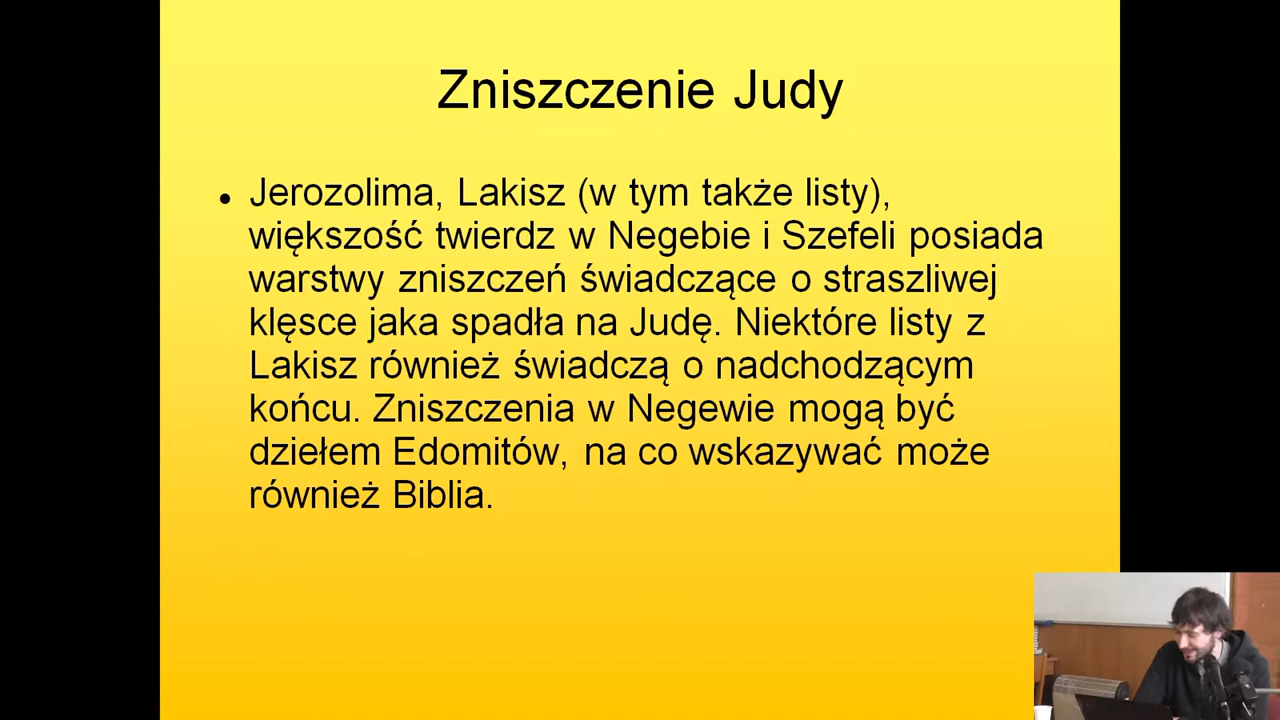 Zniszczenie Judy
• Jerozolima, Lakisz (w tym także listy),
większość twierdz w Negebie i Szefeli posiada
warstwy zniszczeń świadczące o straszliwej
klęsce jaka spadła na Judę. Niektóre listy z
Lakisz również świadczą o nadchodzącym
końcu. Zniszczenia w Negewie mogą być
dziełem Edomitów, na co wskazywać może
również Biblia.